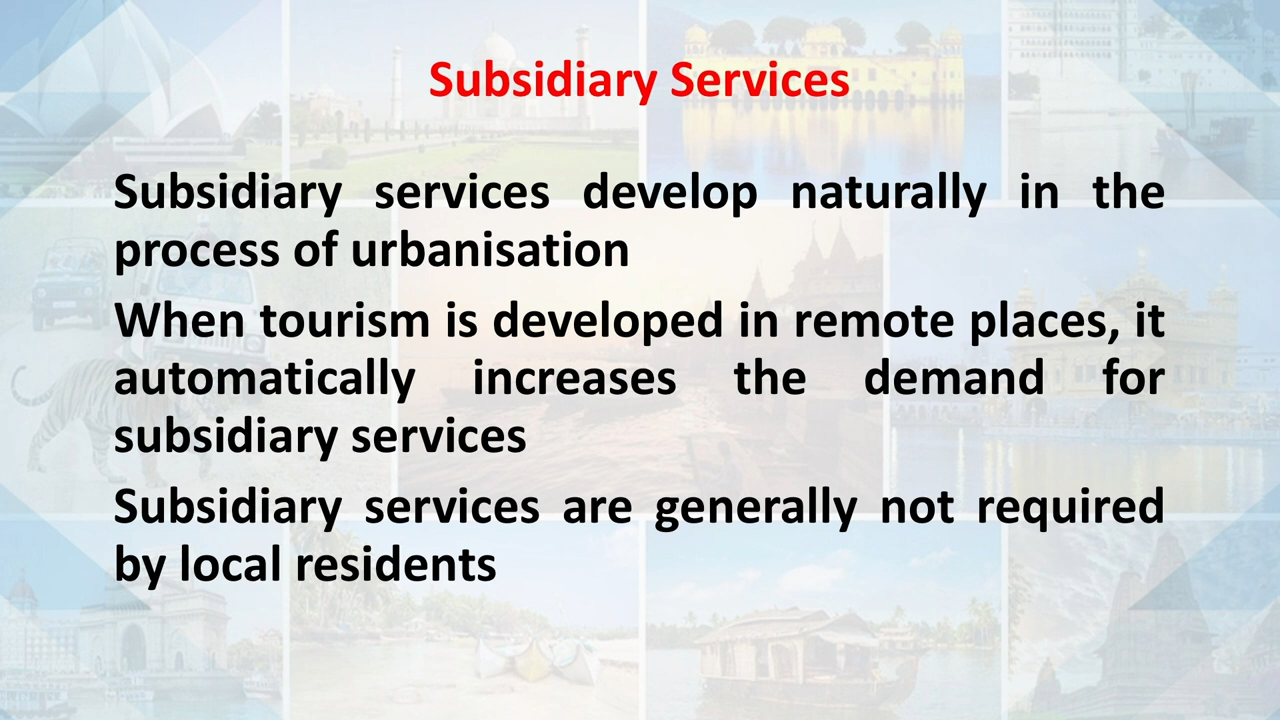 Subsidiary Services
Subsidiary services develop naturally in the
process of urbanisation
When tourism is developed in remote places, it
automatically increases the demand for
subsidiary services
Subsidiary services are generally not required
by local residents